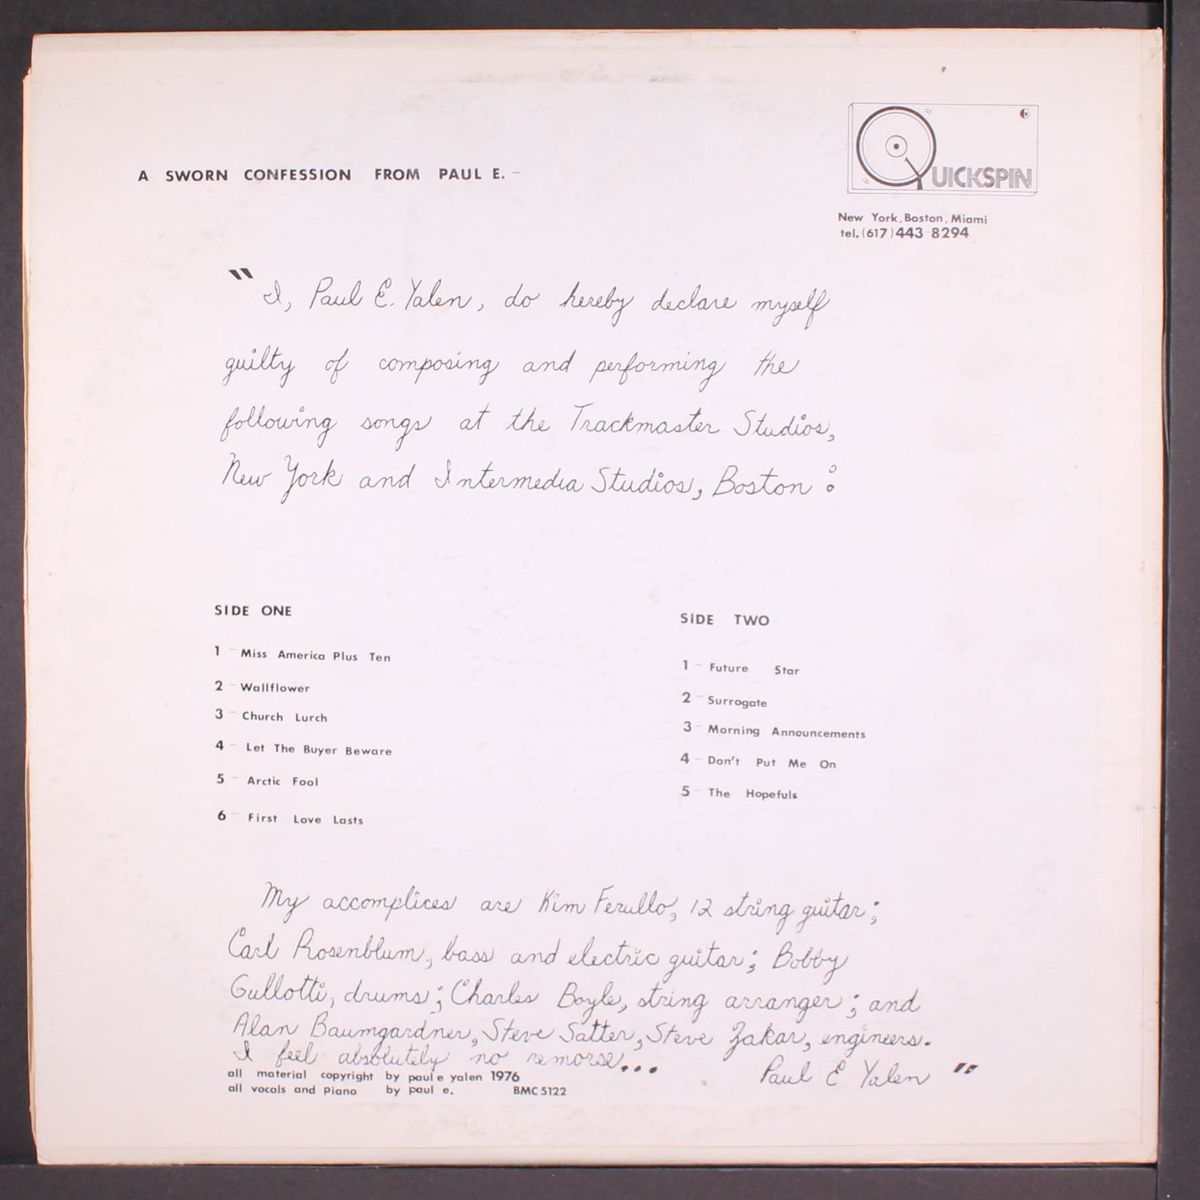 QUICKSPIN
New York, Boston, Miami
tel. (617) 443-8294
A SWORN CONFESSION FROM PAUL E. -
" I, Paul E. Yalen, do hereby declare myself
guilty of composing and performing the
following songs at the Trackmaster Studios,
New York and Intermedia Studios, Boston :
SIDE ONE
1 - Miss America Plus Ten
2 - Wallflower
3 - Church Lurch
4 - Let The Buyer Beware
5 - Arctic Fool
6 - First Love Lasts
SIDE TWO
1 - Future Star
2 - Surrogate
3 - Morning Announcements
4 - Don't Put Me On
5 - The Hopefuls
My accomplices are Kim Ferullo, 12 string guitar;
Carl Rosenblum, bass and electric guitar; Bobby
Gullotti, drums; Charles Boyle, string arranger; and
Alan Baumgardner, Steve Satter, Steve Zakar, engineers.
I feel absolutely no remorse...
Paul E Yalen "
all material copyright by paul e yalen 1976
all vocals and Piano by paul e. BMC 5122